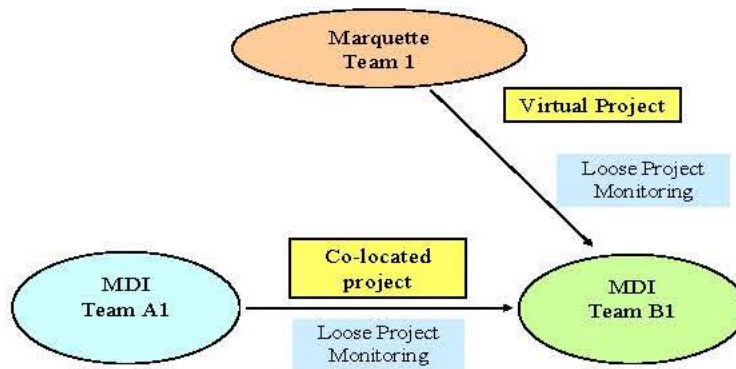 Marquette
Team 1
Virtual Project
Loose Project
Monitoring
MDI
Team A1
Co-located
project
Loose Project
Monitoring
MDI
Team B1